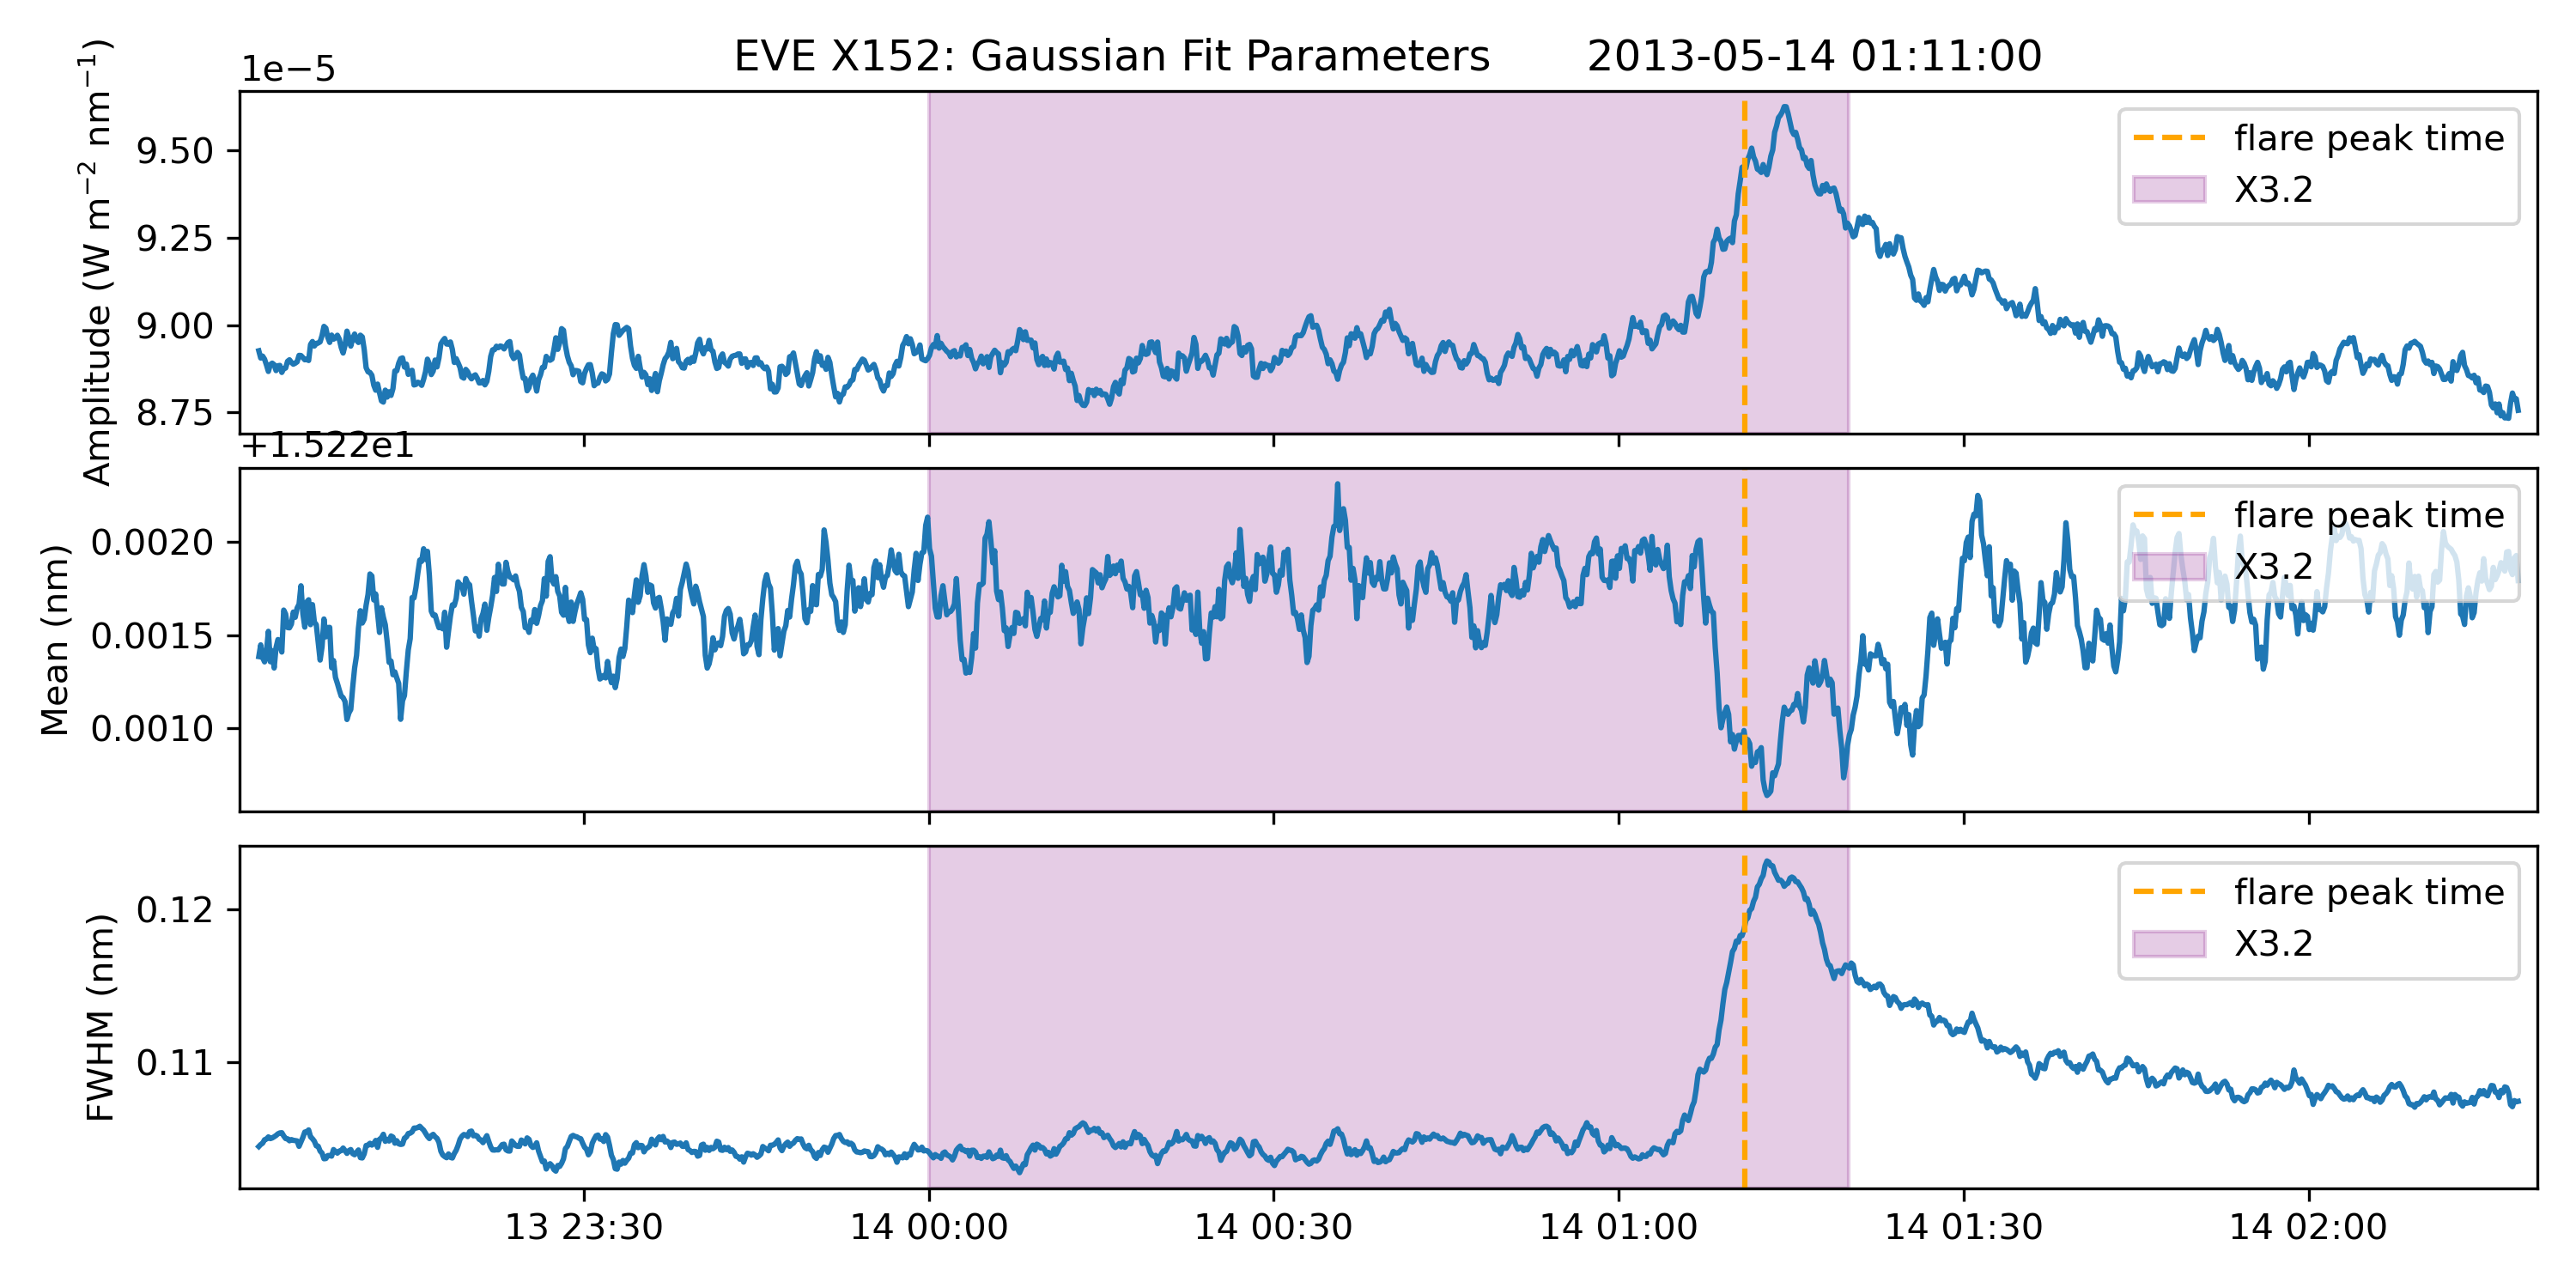 EVE X152: Gaussian Fit Parameters 2013-05-14 01:11:00
1e−5
Amplitude (W m⁻² nm⁻¹)
9.50
9.25
9.00
8.75
flare peak time
X3.2
+1.522e1
Mean (nm)
0.0020
0.0015
0.0010
flare peak time
X3.2
FWHM (nm)
0.12
0.11
flare peak time
X3.2
13 23:30 14 00:00 14 00:30 14 01:00 14 01:30 14 02:00